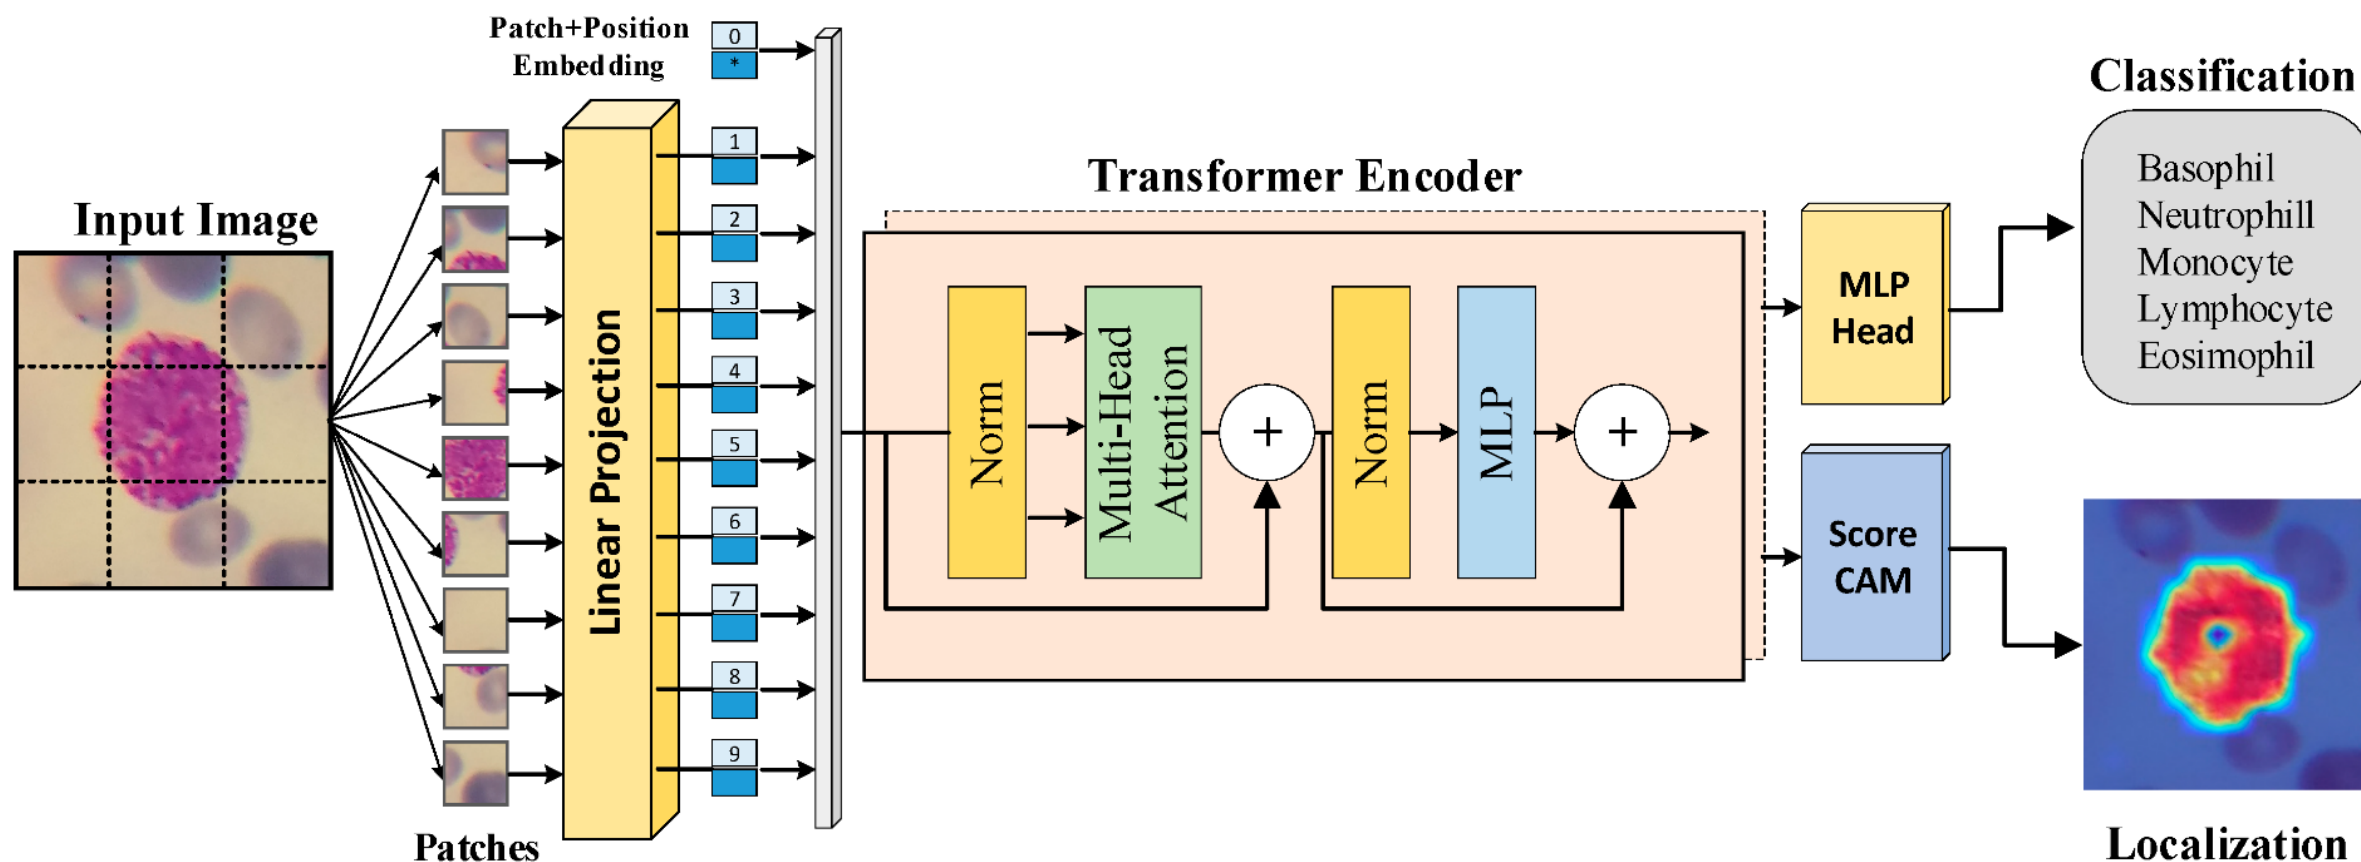 Patch+Position
Embedding
0
*
1
2
3
4
5
6
7
8
9
Input Image
Patches
Linear Projection
Transformer Encoder
Norm
Multi-Head
Attention
+
Norm
MLP
+
MLP
Head
Score
CAM
Classification
Basophil
Neutrophill
Monocyte
Lymphocyte
Eosimophil
Localization